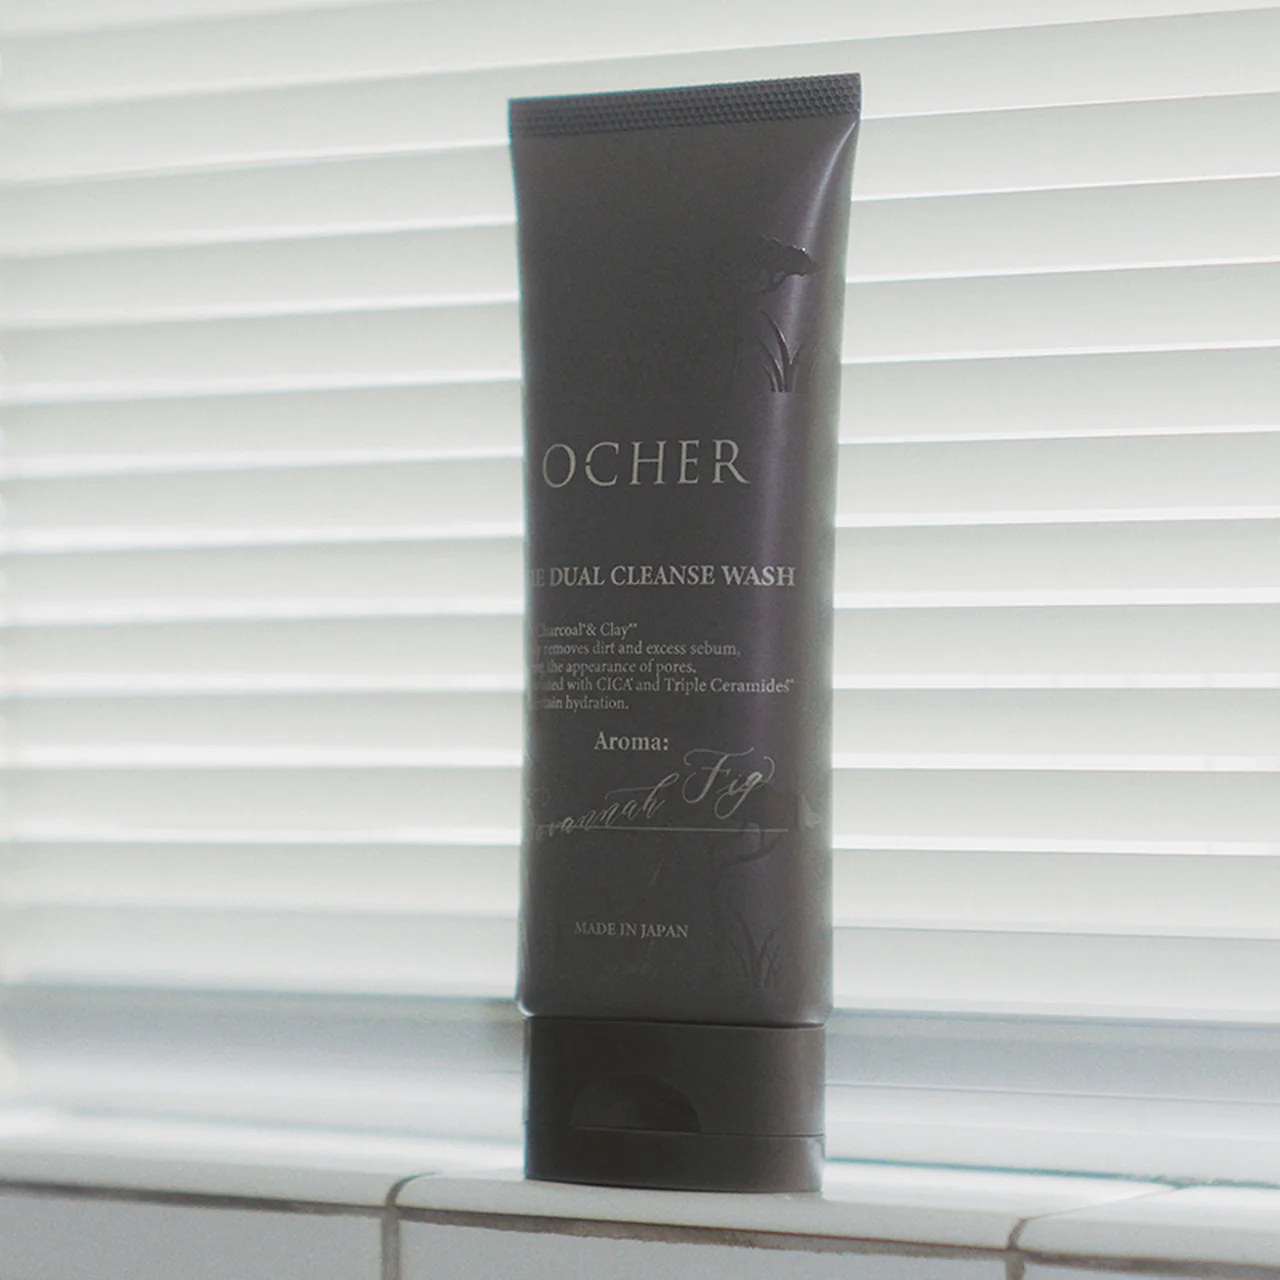 OCHER
DUAL CLEANSE WASH
Charcoal* & Clay**
removes dirt and excess sebum,
the appearance of pores.
with CICA* and Triple Ceramides**
hydration.
Aroma:
Savannah Fig
MADE IN JAPAN